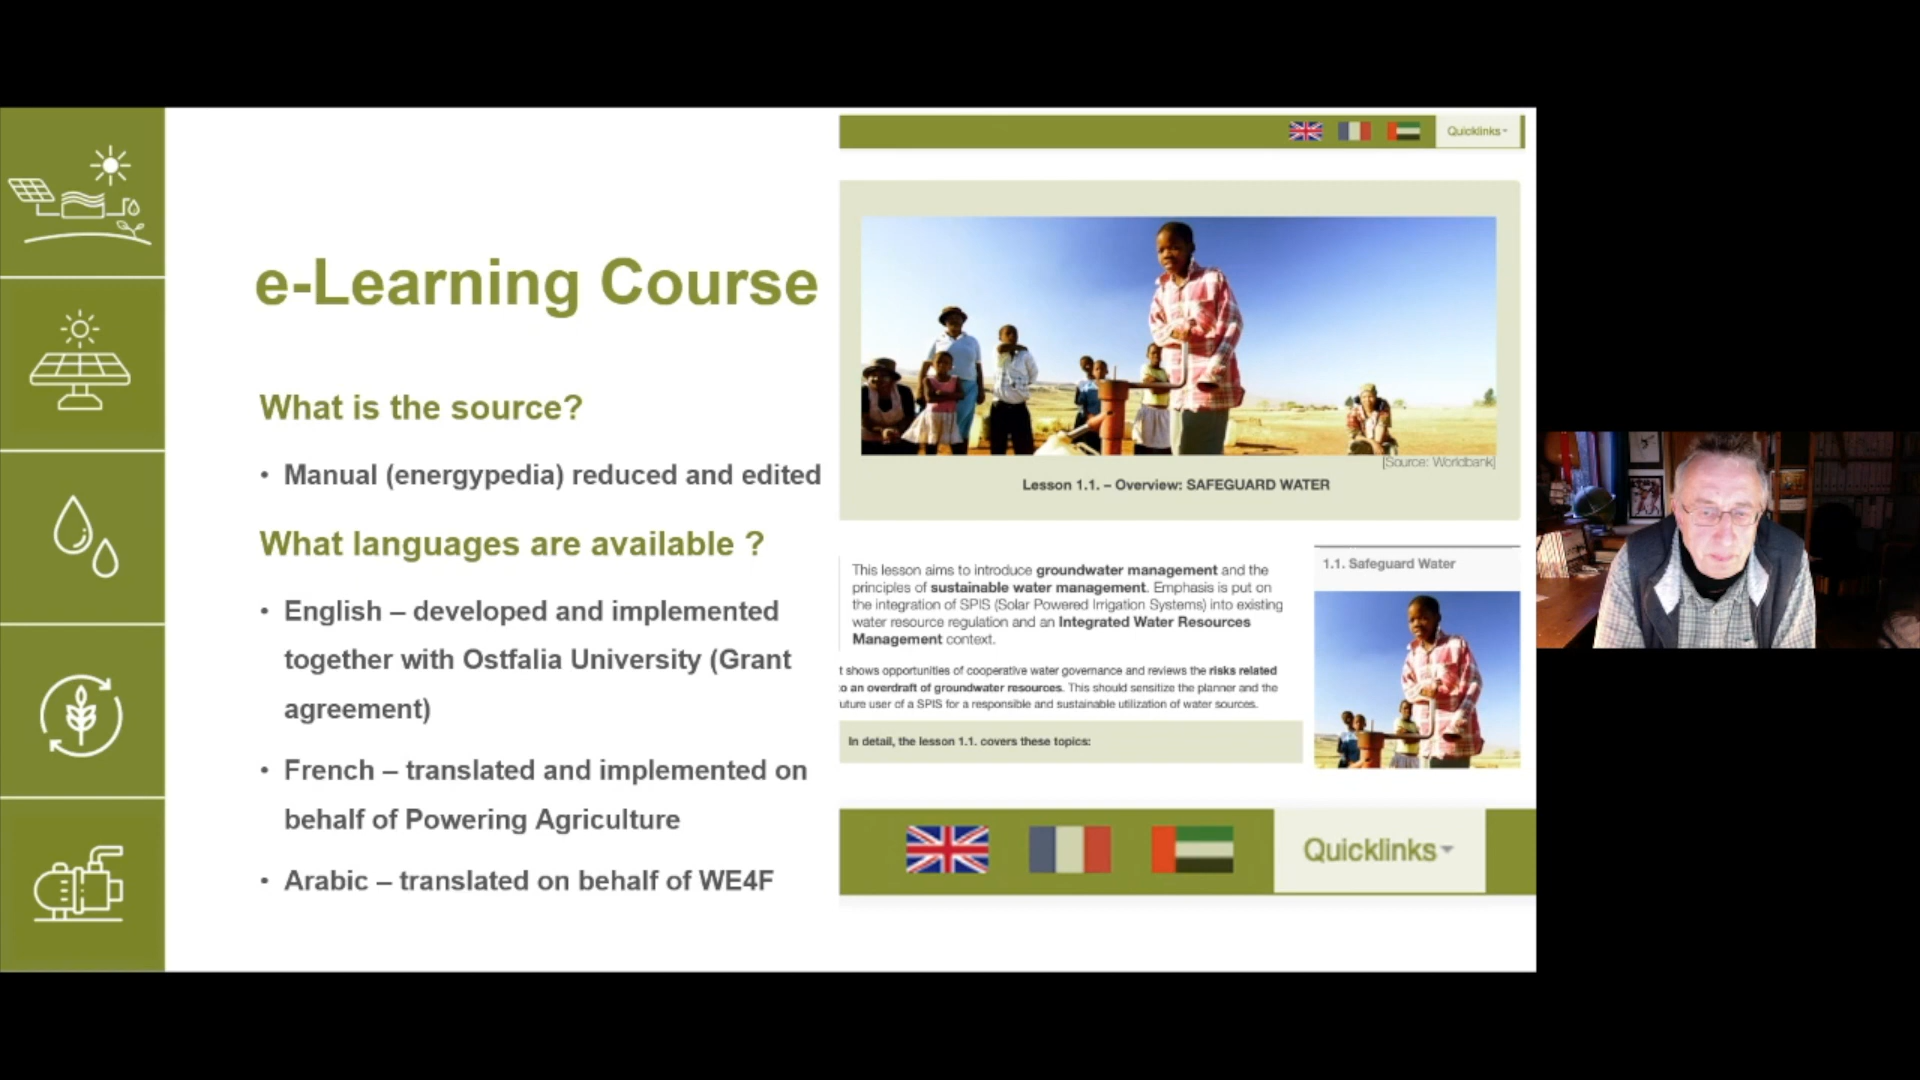 e-Learning Course
What is the source?
• Manual (energypedia) reduced and edited
What languages are available ?
• English – developed and implemented
together with Ostfalia University (Grant
agreement)
• French – translated and implemented on
behalf of Powering Agriculture
• Arabic – translated on behalf of WE4F
Quicklinks
[Source: Worldbank]
Lesson 1.1. – Overview: SAFEGUARD WATER
This lesson aims to introduce groundwater management and the
principles of sustainable water management. Emphasis is put on
the integration of SPIS (Solar Powered Irrigation Systems) into existing
water resource regulation and an Integrated Water Resources
Management context.
t shows opportunities of cooperative water governance and reviews the risks related
o an overdraft of groundwater resources. This should sensitize the planner and the
uture user of a SPIS for a responsible and sustainable utilization of water sources.
In detail, the lesson 1.1. covers these topics:
1.1. Safeguard Water
Quicklinks